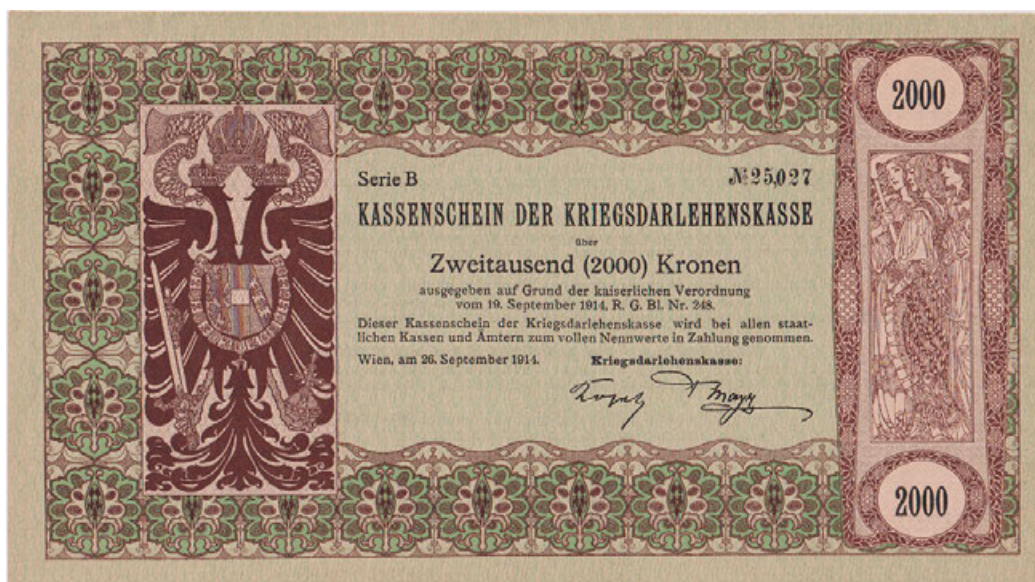 2000
Serie B № 25,027
KASSENSCHEIN DER KRIEGSDARLEHENSKASSE
über
Zweitausend (2000) Kronen
ausgegeben auf Grund der kaiserlichen Verordnung
vom 19. September 1914, R. G. Bl. Nr. 248.
Dieser Kassenschein der Kriegsdarlehenskasse wird bei allen staat-
lichen Kassen und Ämtern zum vollen Nennwerte in Zahlung genommen.
Wien, am 26. September 1914. Kriegsdarlehenskasse:
2000